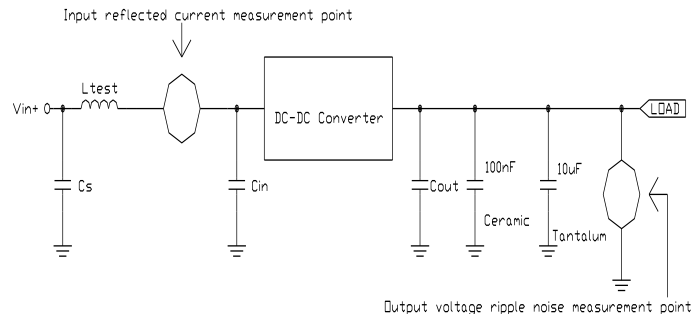 Input reflected current measurement point
Ltest
Vin+
DC-DC Converter
LOAD
Cs
Cin
Cout
100nF
10uF
Ceramic
Tantalum
Output voltage ripple noise measurement point